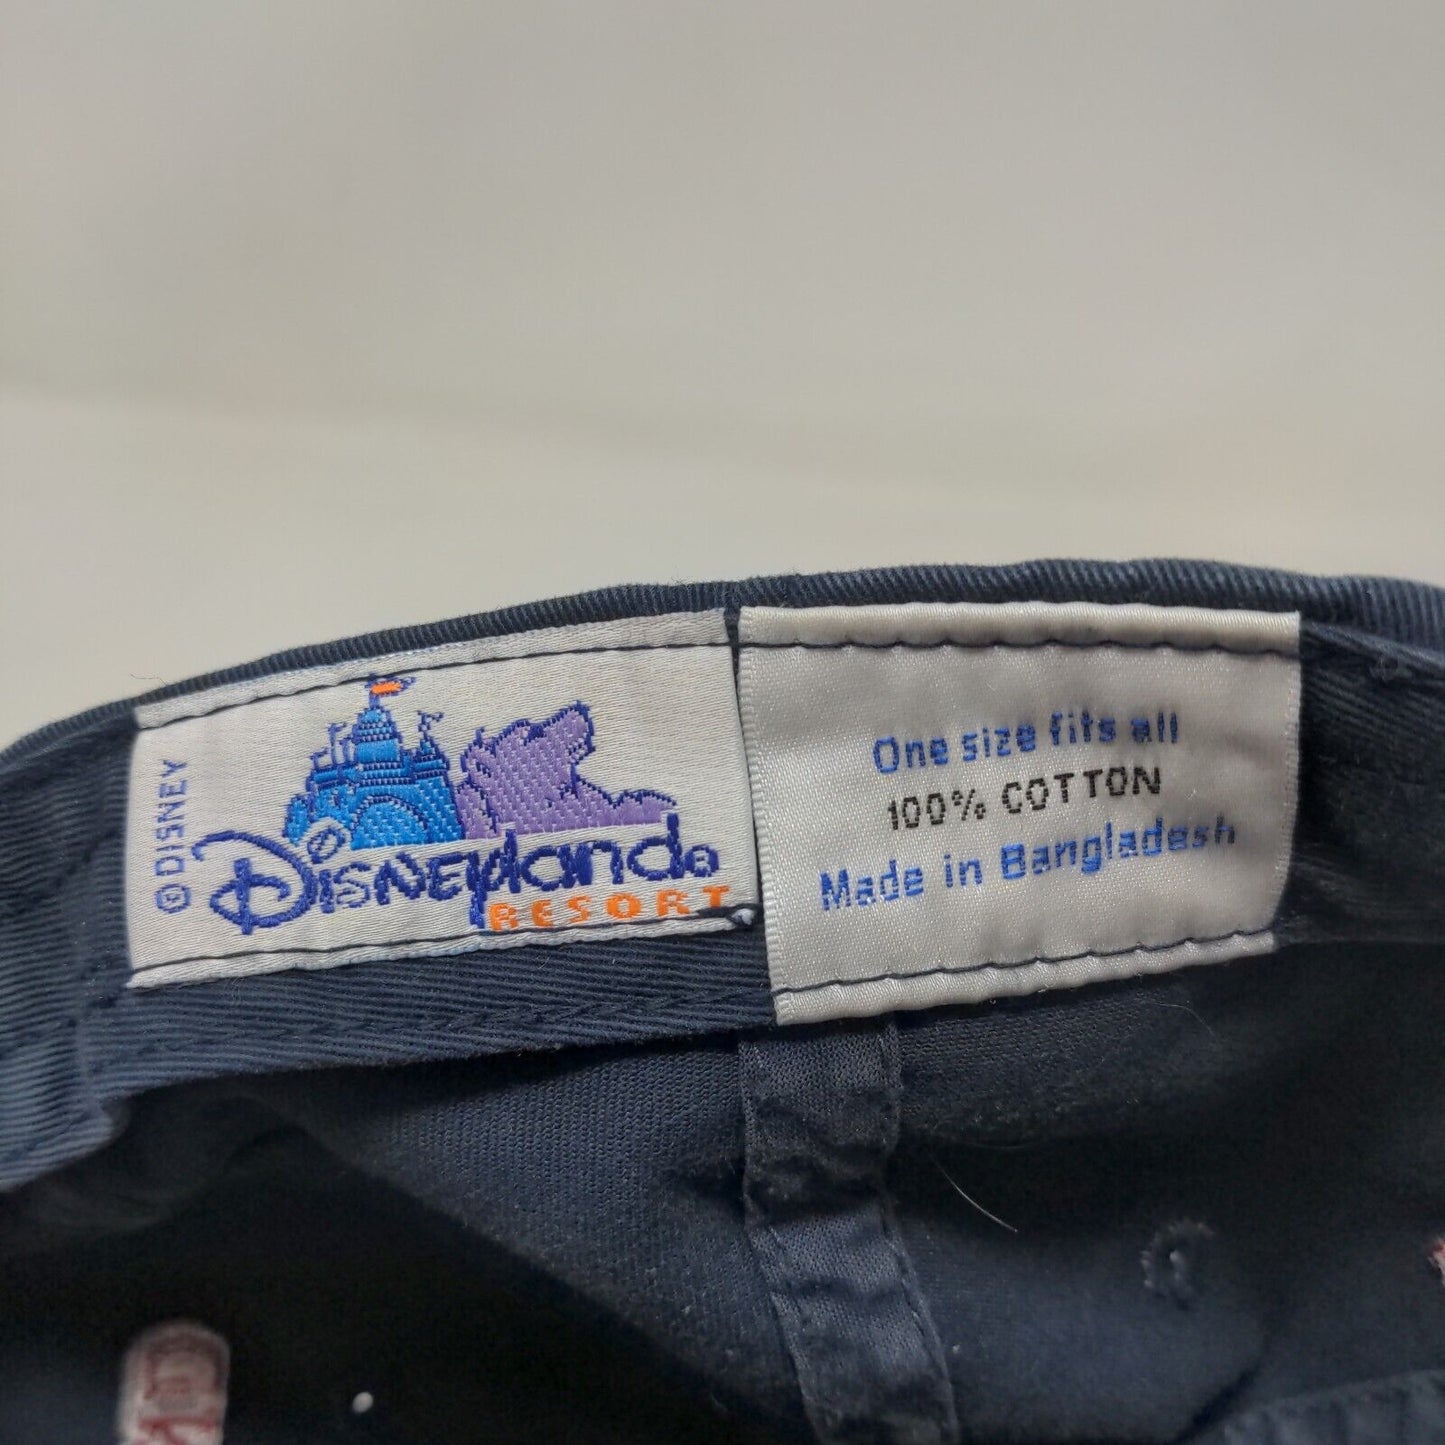 © DISNEY
Disneyland®
RESORT
One size fits all
100% COTTON
Made in Bangladesh